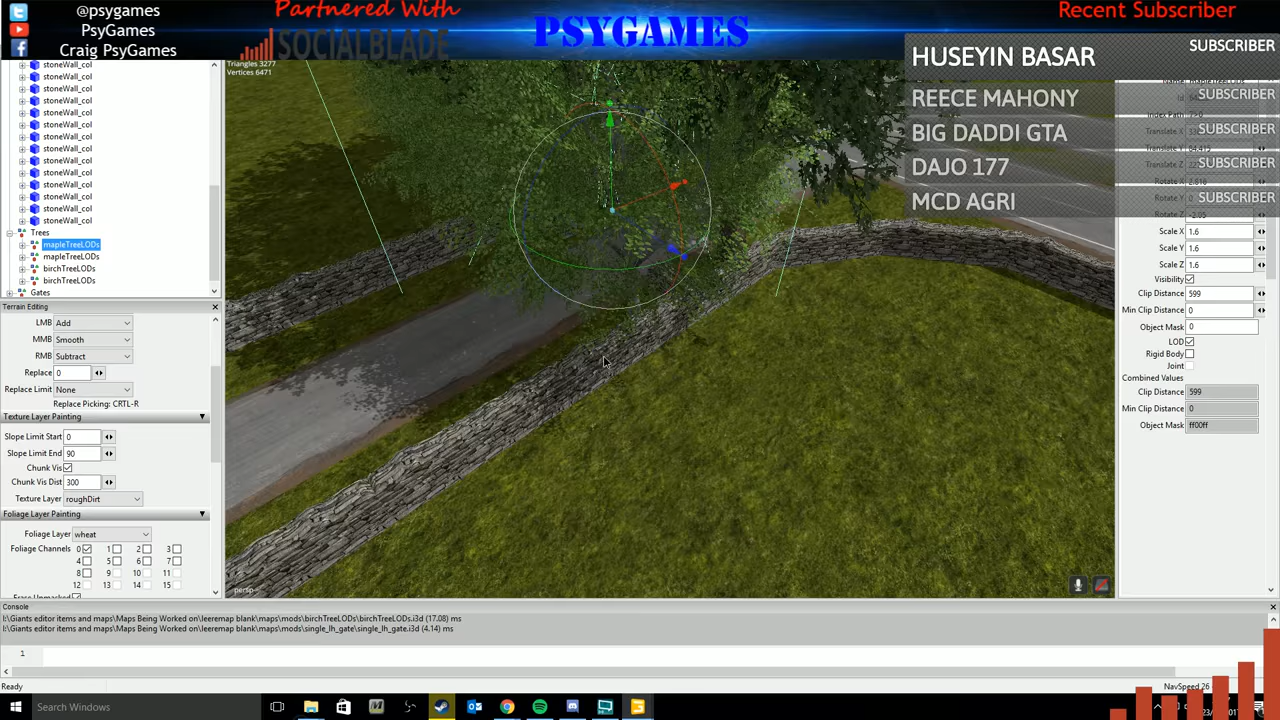 @psygames
PsyGames
Craig PsyGames
Partnered With
SOCIALBLADE
PSYGAMES
Recent Subscriber
HUSEYIN BASAR SUBSCRIBER
REECE MAHONY SUBSCRIBER
BIG DADDI GTA SUBSCRIBER
DAJO 177 SUBSCRIBER
MCD AGRI SUBSCRIBER
Triangles 3277
Vertices 6471
stoneWall_col
stoneWall_col
stoneWall_col
stoneWall_col
stoneWall_col
stoneWall_col
stoneWall_col
stoneWall_col
stoneWall_col
stoneWall_col
stoneWall_col
stoneWall_col
stoneWall_col
stoneWall_col
Trees
mapleTreeLODs
mapleTreeLODs
birchTreeLODs
birchTreeLODs
Gates
Terrain Editing
LMB Add
MMB Smooth
RMB Subtract
Replace 0
Replace Limit None
Replace Picking: CRTL-R
Texture Layer Painting
Slope Limit Start 0
Slope Limit End 90
Chunk Vis
Chunk Vis Dist 300
Texture Layer roughDirt
Foliage Layer Painting
Foliage Layer wheat
Foliage Channels 0 1 2 3
4 5 6 7
8 9 10 11
12 13 14 15
Erase Unmasked
persp
Scale X 1.6
Scale Y 1.6
Scale Z 1.6
Visibility
Clip Distance 599
Min Clip Distance 0
Object Mask 0
LOD
Rigid Body
Joint
Combined Values
Clip Distance 599
Min Clip Distance 0
Object Mask ff00ff
Console
I:\Giants editor items and maps\Maps Being Worked on\leeremap blank\maps\mods\birchTreeLODs\birchTreeLODs.i3d (17.08) ms
I:\Giants editor items and maps\Maps Being Worked on\leeremap blank\maps\mods\single_lh_gate\single_lh_gate.i3d (4.14) ms
1
Ready
NavSpeed 26
Search Windows